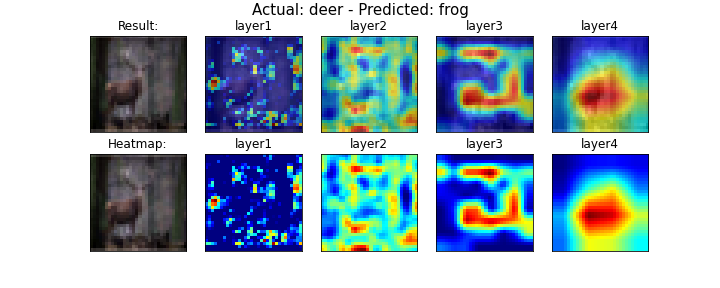 Actual: deer - Predicted: frog
Result: layer1 layer2 layer3 layer4
Heatmap: layer1 layer2 layer3 layer4